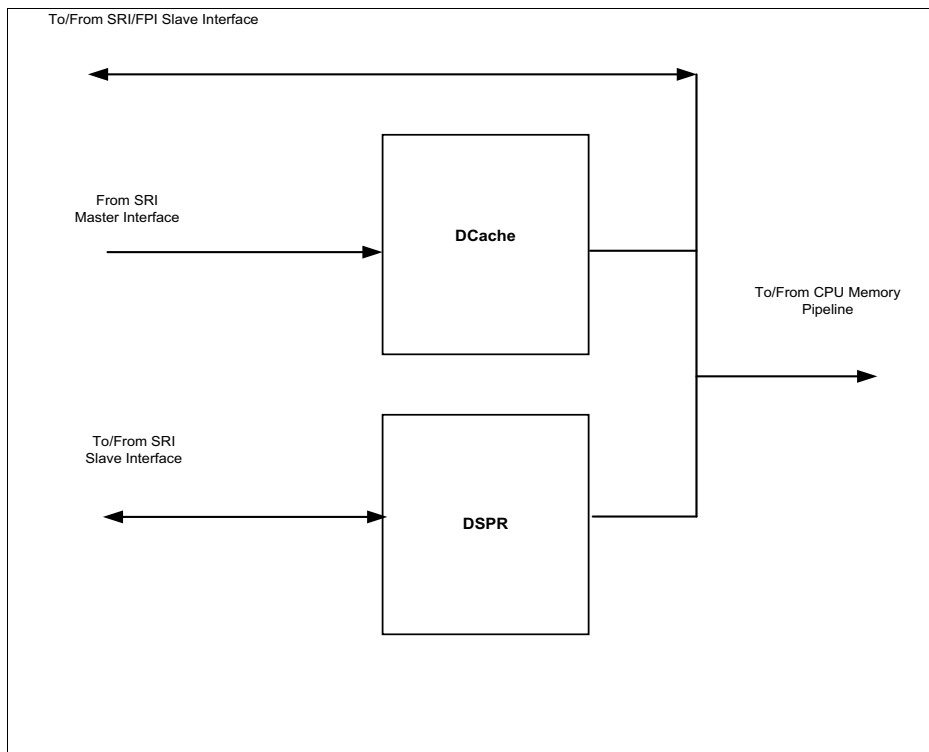 To/From SRI/FPI Slave Interface
From SRI
Master Interface
DCache
To/From CPU Memory
Pipeline
To/From SRI
Slave Interface
DSPR